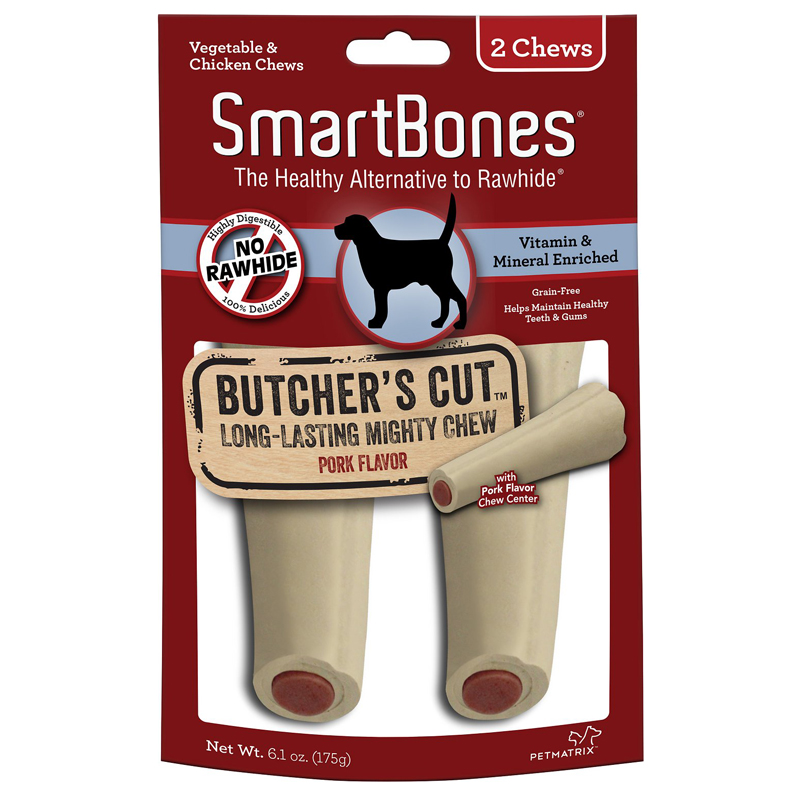 Vegetable &
Chicken Chews
2 Chews
SmartBones®
The Healthy Alternative to Rawhide®
Highly Digestible
NO
RAWHIDE
100% Delicious
Vitamin &
Mineral Enriched
Grain-Free
Helps Maintain Healthy
Teeth & Gums
BUTCHER'S CUT™
LONG-LASTING MIGHTY CHEW
PORK FLAVOR
with
Pork Flavor
Chew Center
Net Wt. 6.1 oz. (175g)
PETMATRIX™